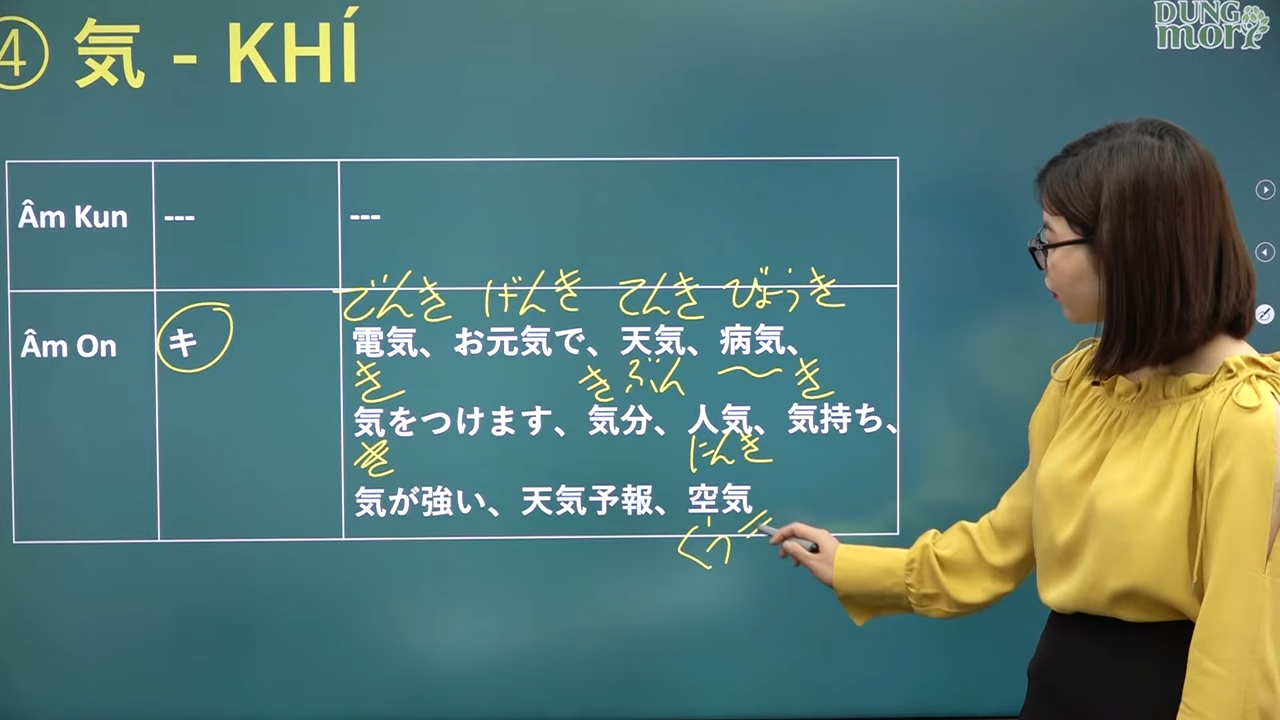 ④ 気 - KHÍ
DUNG
mori
Âm Kun
---
---
でんき げんき てんき びょうき
Âm On
キ
電気、お元気で、天気、病気、
き きぶん 〜 き
気をつけます、気分、人気、気持ち、
き にんき
気が強い、天気予報、空気
くう